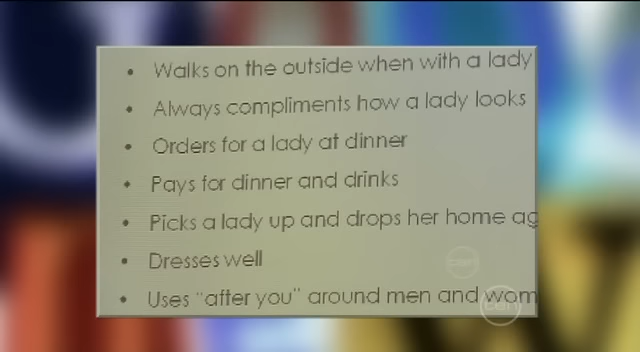 • Walks on the outside when with a lady
• Always compliments how a lady looks
• Orders for a lady at dinner
• Pays for dinner and drinks
• Picks a lady up and drops her home ag
• Dresses well
• Uses "after you" around men and wom